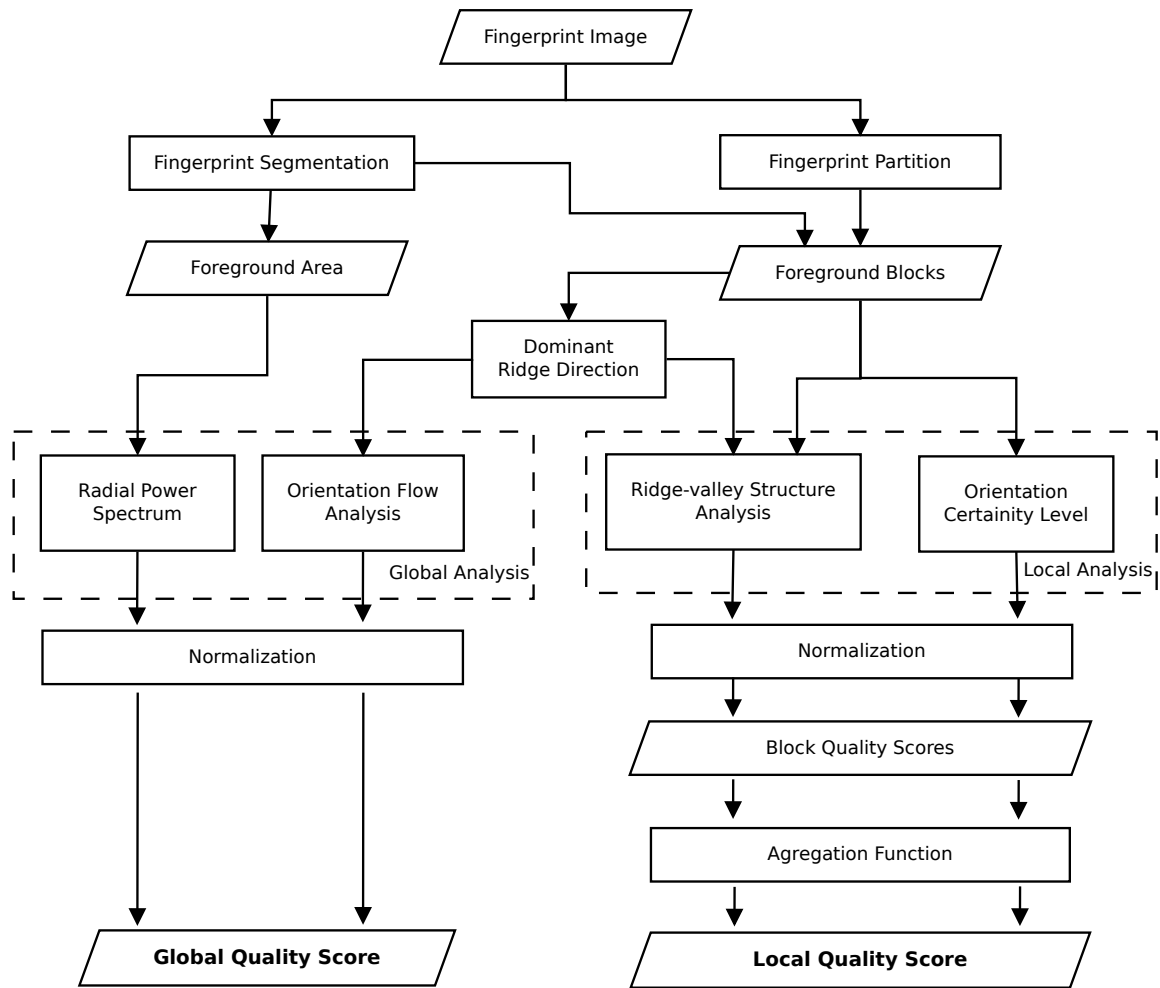 Fingerprint Image
Fingerprint Segmentation
Fingerprint Partition
Foreground Area
Foreground Blocks
Dominant
Ridge Direction
Radial Power
Spectrum
Orientation Flow
Analysis
Global Analysis
Ridge-valley Structure
Analysis
Orientation
Certainity Level
Local Analysis
Normalization
Normalization
Block Quality Scores
Agregation Function
Global Quality Score
Local Quality Score